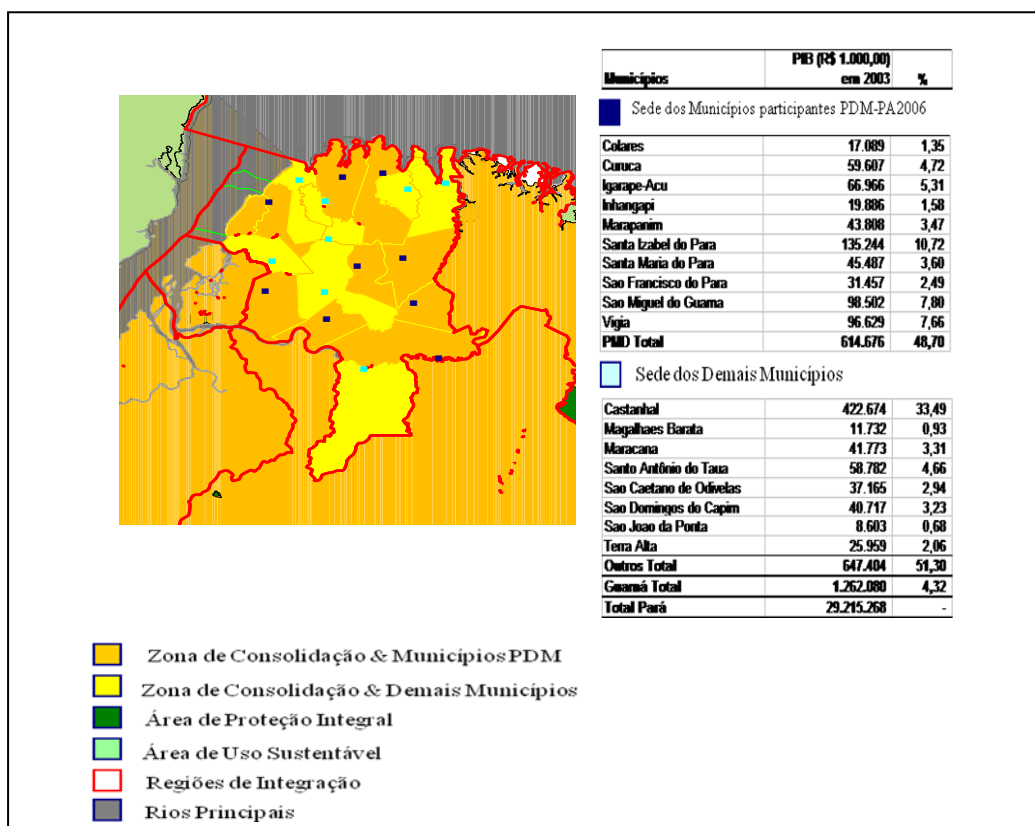 PIB (R$ 1.000,00)
Municípios em 2003 %
Sede dos Municípios participantes PDM-PA2006
Colares 17.089 1,35
Curuca 59.607 4,72
Igarape-Acu 66.966 5,31
Inhangapi 19.886 1,58
Marapanim 43.808 3,47
Santa Izabel do Para 135.244 10,72
Santa Maria do Para 45.487 3,60
Sao Francisco do Para 31.457 2,49
Sao Miguel do Guama 98.502 7,80
Vigia 96.629 7,66
PMD Total 614.676 48,70
Sede dos Demais Municípios
Castanhal 422.674 33,49
Magalhaes Barata 11.732 0,93
Maracana 41.773 3,31
Santo Antônio do Taua 58.782 4,66
Sao Caetano de Odivelas 37.165 2,94
Sao Domingos do Capim 40.717 3,23
Sao Joao da Ponta 8.603 0,68
Terra Alta 25.959 2,06
Outros Total 647.404 51,30
Guamá Total 1.262.080 4,32
Total Pará 29.215.268 -
Zona de Consolidação & Municípios PDM
Zona de Consolidação & Demais Municípios
Área de Proteção Integral
Área de Uso Sustentável
Regiões de Integração
Rios Principais